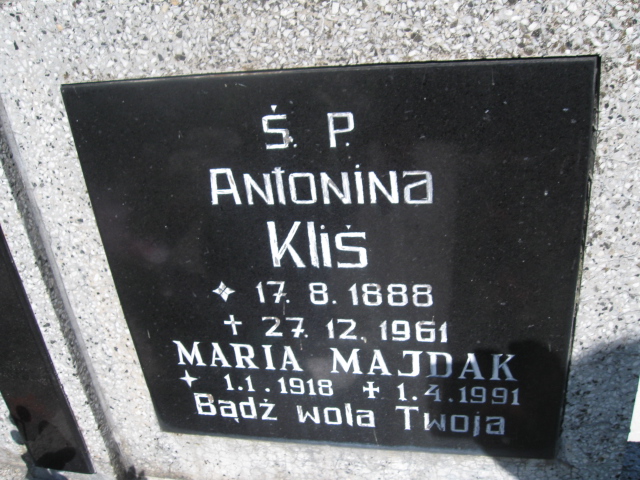 Ś. P.
Antonina
Kliś
17. 8. 1888
† 27. 12. 1961
MARIA MAJDAK
1.1.1918 ✝ 1.4.1991
Bądź wola Twoja